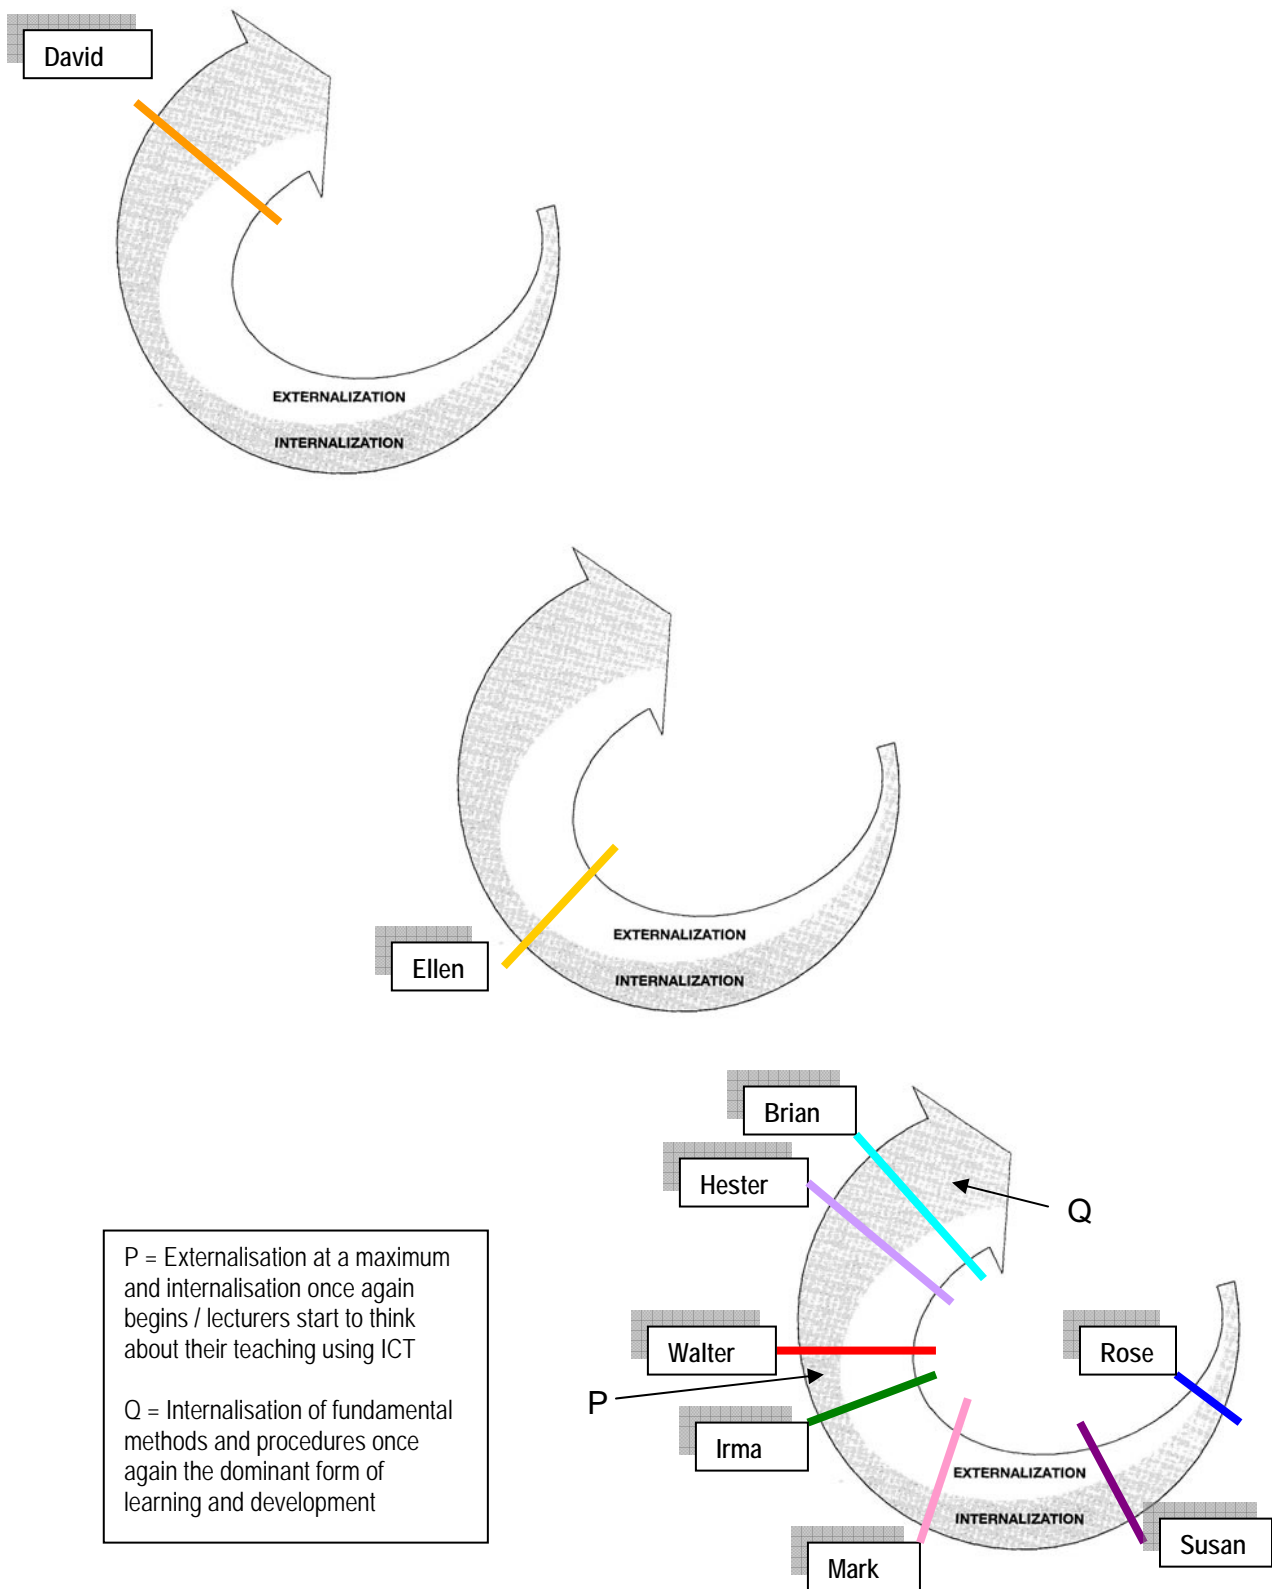 David
EXTERNALIZATION
INTERNALIZATION
Ellen
EXTERNALIZATION
INTERNALIZATION
Brian
Hester
Q
Walter
Rose
P
Irma
EXTERNALIZATION
INTERNALIZATION
Susan
Mark
P = Externalisation at a maximum
and internalisation once again
begins / lecturers start to think
about their teaching using ICT
Q = Internalisation of fundamental
methods and procedures once
again the dominant form of
learning and development